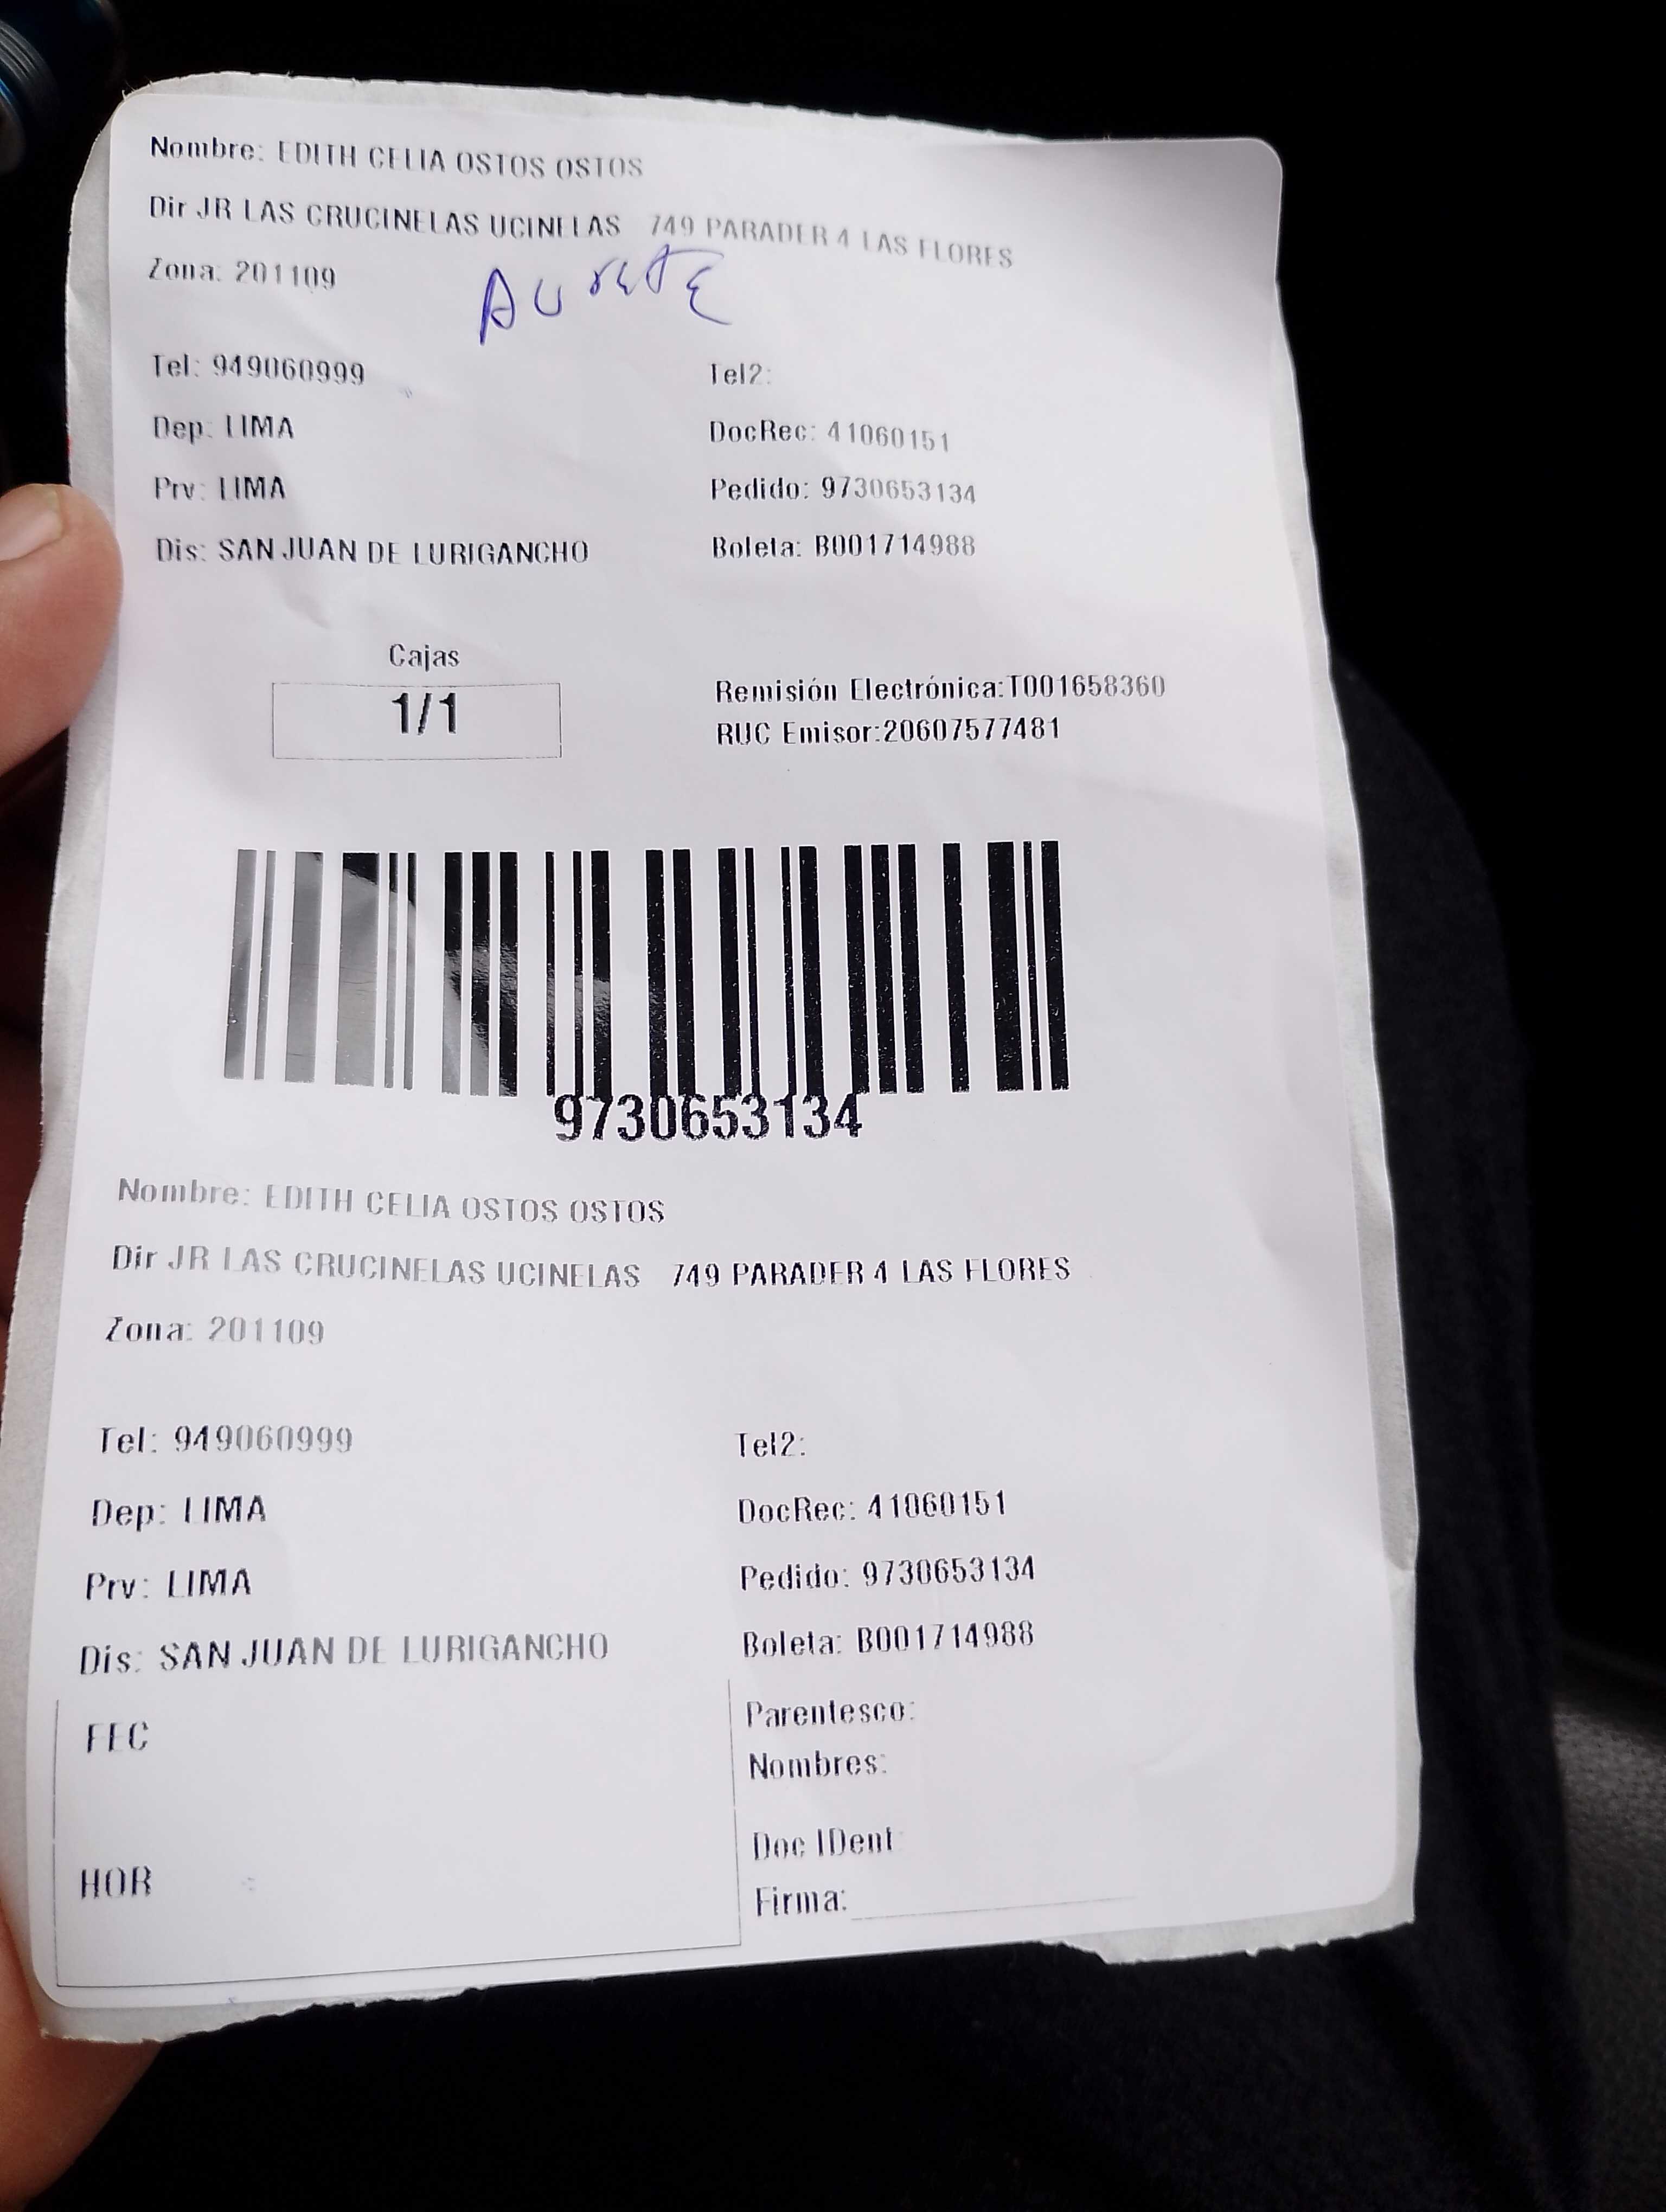 Nombre: EDITH CELIA OSTOS OSTOS
Dir JR LAS CRUCINELAS UCINELAS 749 PARADER 4 LAS FLORES
Zona: 201109
Tel: 949060999 Tel2:
Dep: LIMA DocRec: 41060151
Prv: LIMA Pedido: 9730653134
Dis: SAN JUAN DE LURIGANCHO Boleta: B001714988
Cajas
1/1
Remisión Electrónica:T001658360
RUC Emisor:20607577481
9730653134
Nombre: EDITH CELIA OSTOS OSTOS
Dir JR LAS CRUCINELAS UCINELAS 749 PARADER 4 LAS FLORES
Zona: 201109
Tel: 949060999 Tel2:
Dep: LIMA DocRec: 41060151
Prv: LIMA Pedido: 9730653134
Dis: SAN JUAN DE LURIGANCHO Boleta: B001714988
FEC
Parentesco:
Nombres:
Doc IDent
HOR
Firma: